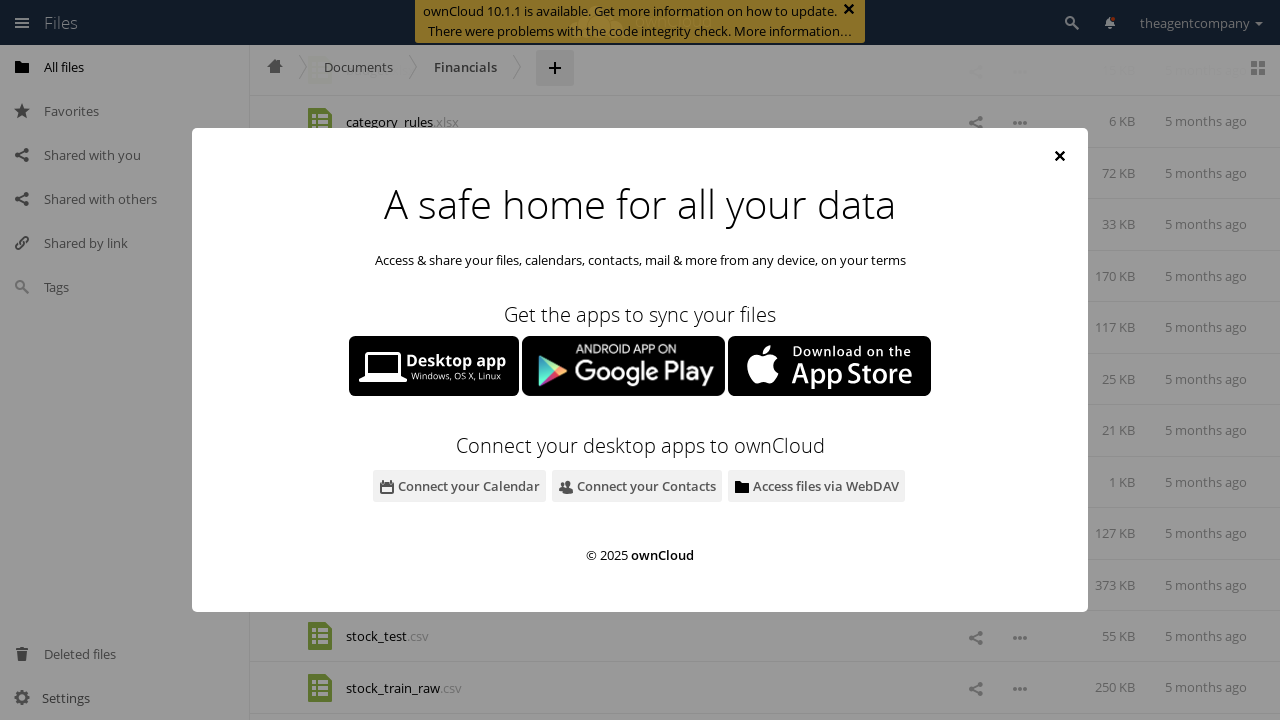 Files
ownCloud 10.1.1 is available. Get more information on how to update.
There were problems with the code integrity check. More information…
theagentcompany
All files
Favorites
Shared with you
Shared with others
Shared by link
Tags
Deleted files
Settings
Documents
Financials
category_rules.xlsx
6 KB
5 months ago
72 KB
5 months ago
33 KB
5 months ago
170 KB
5 months ago
117 KB
5 months ago
25 KB
5 months ago
21 KB
5 months ago
1 KB
5 months ago
127 KB
5 months ago
373 KB
5 months ago
stock_test.csv
55 KB
5 months ago
stock_train_raw.csv
250 KB
5 months ago
A safe home for all your data
Access & share your files, calendars, contacts, mail & more from any device, on your terms
Get the apps to sync your files
Desktop app
Windows, OS X, Linux
ANDROID APP ON
Google Play
Download on the
App Store
Connect your desktop apps to ownCloud
Connect your Calendar
Connect your Contacts
Access files via WebDAV
© 2025 ownCloud